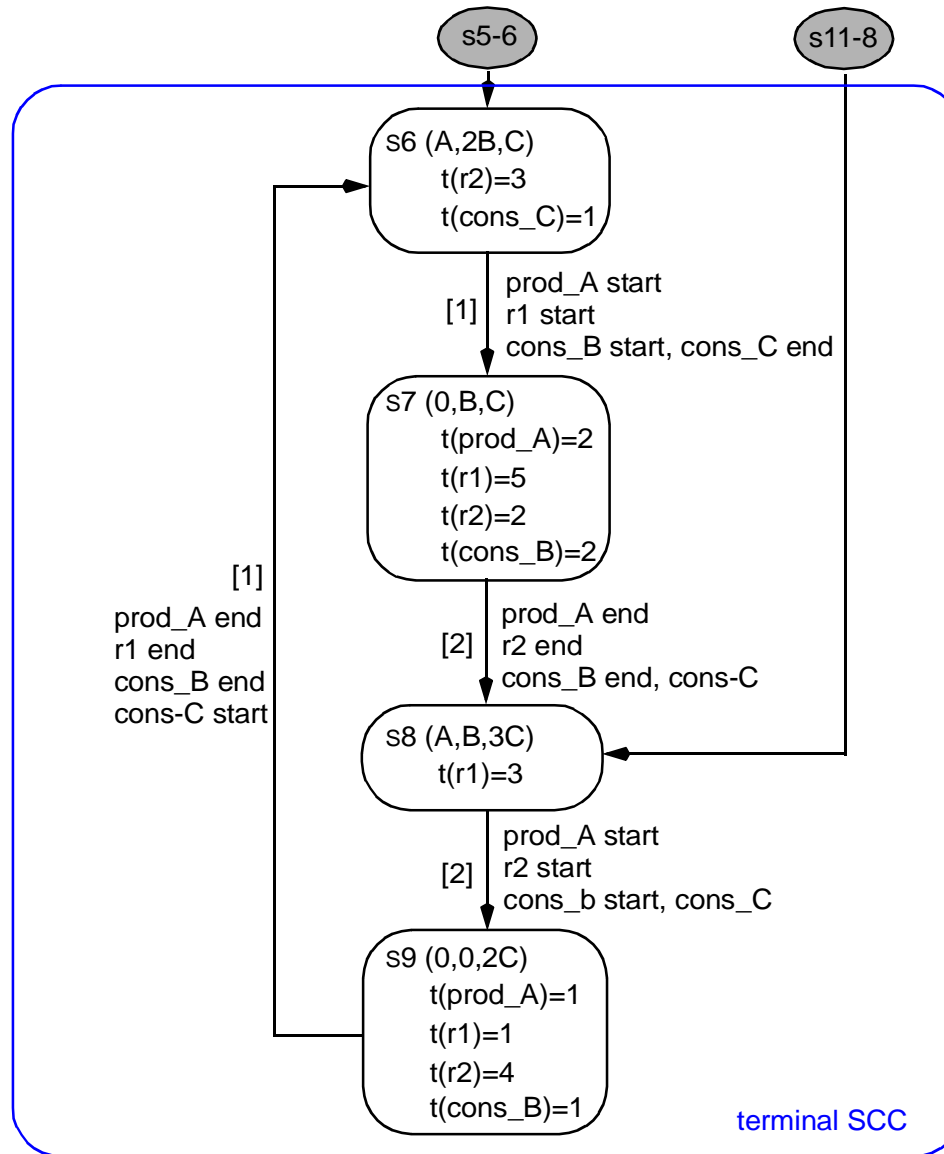 s5-6
s11-8
s6 (A,2B,C)
t(r2)=3
t(cons_C)=1
[1]
prod_A start
r1 start
cons_B start, cons_C end
s7 (0,B,C)
t(prod_A)=2
t(r1)=5
t(r2)=2
t(cons_B)=2
[1]
prod_A end
r1 end
cons_B end
cons-C start
[2]
prod_A end
r2 end
cons_B end, cons-C
s8 (A,B,3C)
t(r1)=3
[2]
prod_A start
r2 start
cons_b start, cons_C
s9 (0,0,2C)
t(prod_A)=1
t(r1)=1
t(r2)=4
t(cons_B)=1
terminal SCC